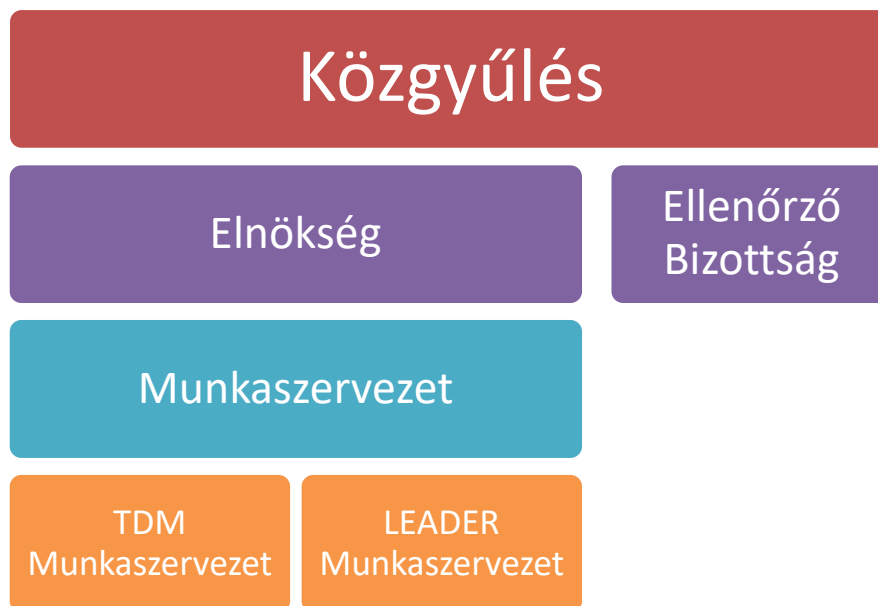 Közgyűlés
Elnökség
Ellenőrző
Bizottság
Munkaszervezet
TDM
Munkaszervezet
LEADER
Munkaszervezet